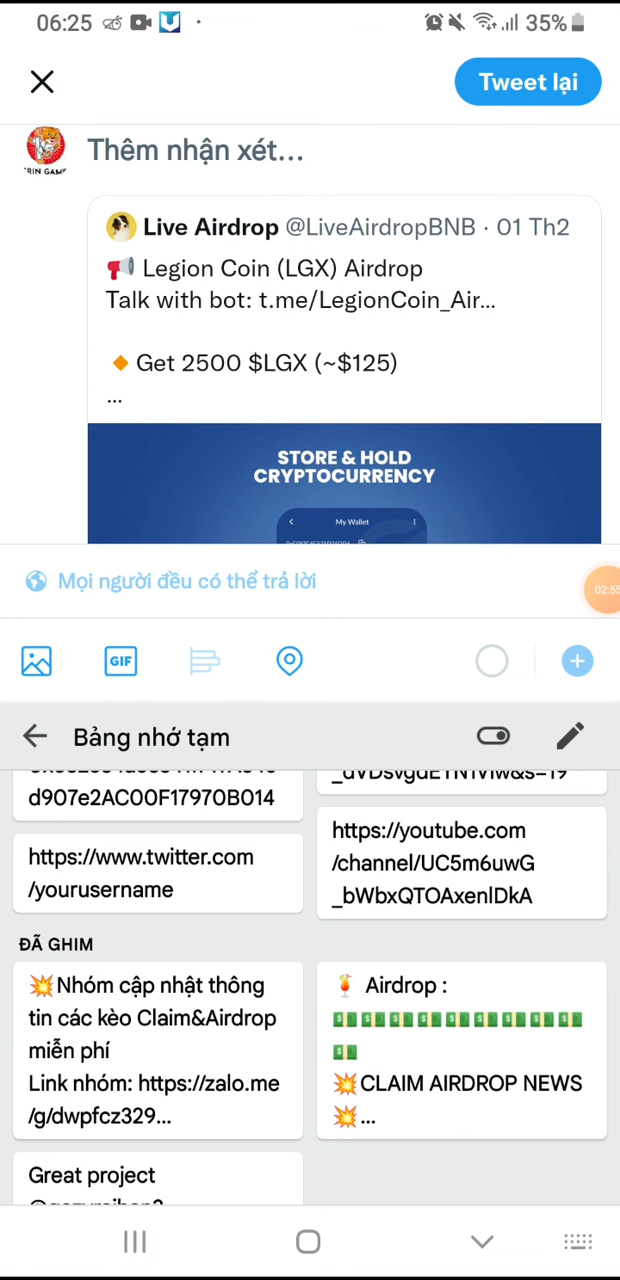 06:25
35%
Tweet lại
Thêm nhận xét...
Live Airdrop @LiveAirdropBNB · 01 Th2
📢 Legion Coin (LGX) Airdrop
Talk with bot: t.me/LegionCoin_Air...
🔸Get 2500 $LGX (~$125)
...
STORE & HOLD
CRYPTOCURRENCY
My Wallet
Mọi người đều có thể trả lời
02:55
GIF
Bảng nhớ tạm
d907e2AC00F17970B014
https://www.twitter.com
/yourusername
https://youtube.com
/channel/UC5m6uwG
_bWbxQTOAxenlDkA
ĐÃ GHIM
💥Nhóm cập nhật thông
tin các kèo Claim&Airdrop
miễn phí
Link nhóm: https://zalo.me
/g/dwpfcz329...
🍹 Airdrop :
💵💵💵💵💵💵💵💵💵
💵
💥CLAIM AIRDROP NEWS
💥...
Great project